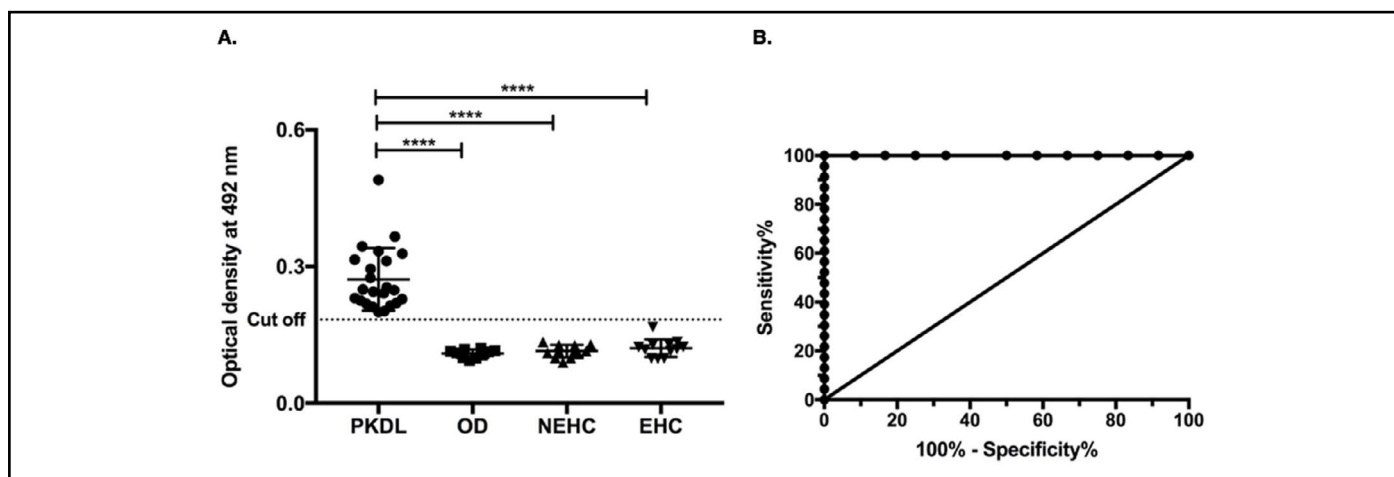 A.
****
****
****
0.6
0.3
Cut off
0.0
Optical density at 492 nm
PKDL OD NEHC EHC
B.
100
80
60
40
20
0
Sensitivity%
0 20 40 60 80 100
100% - Specificity%